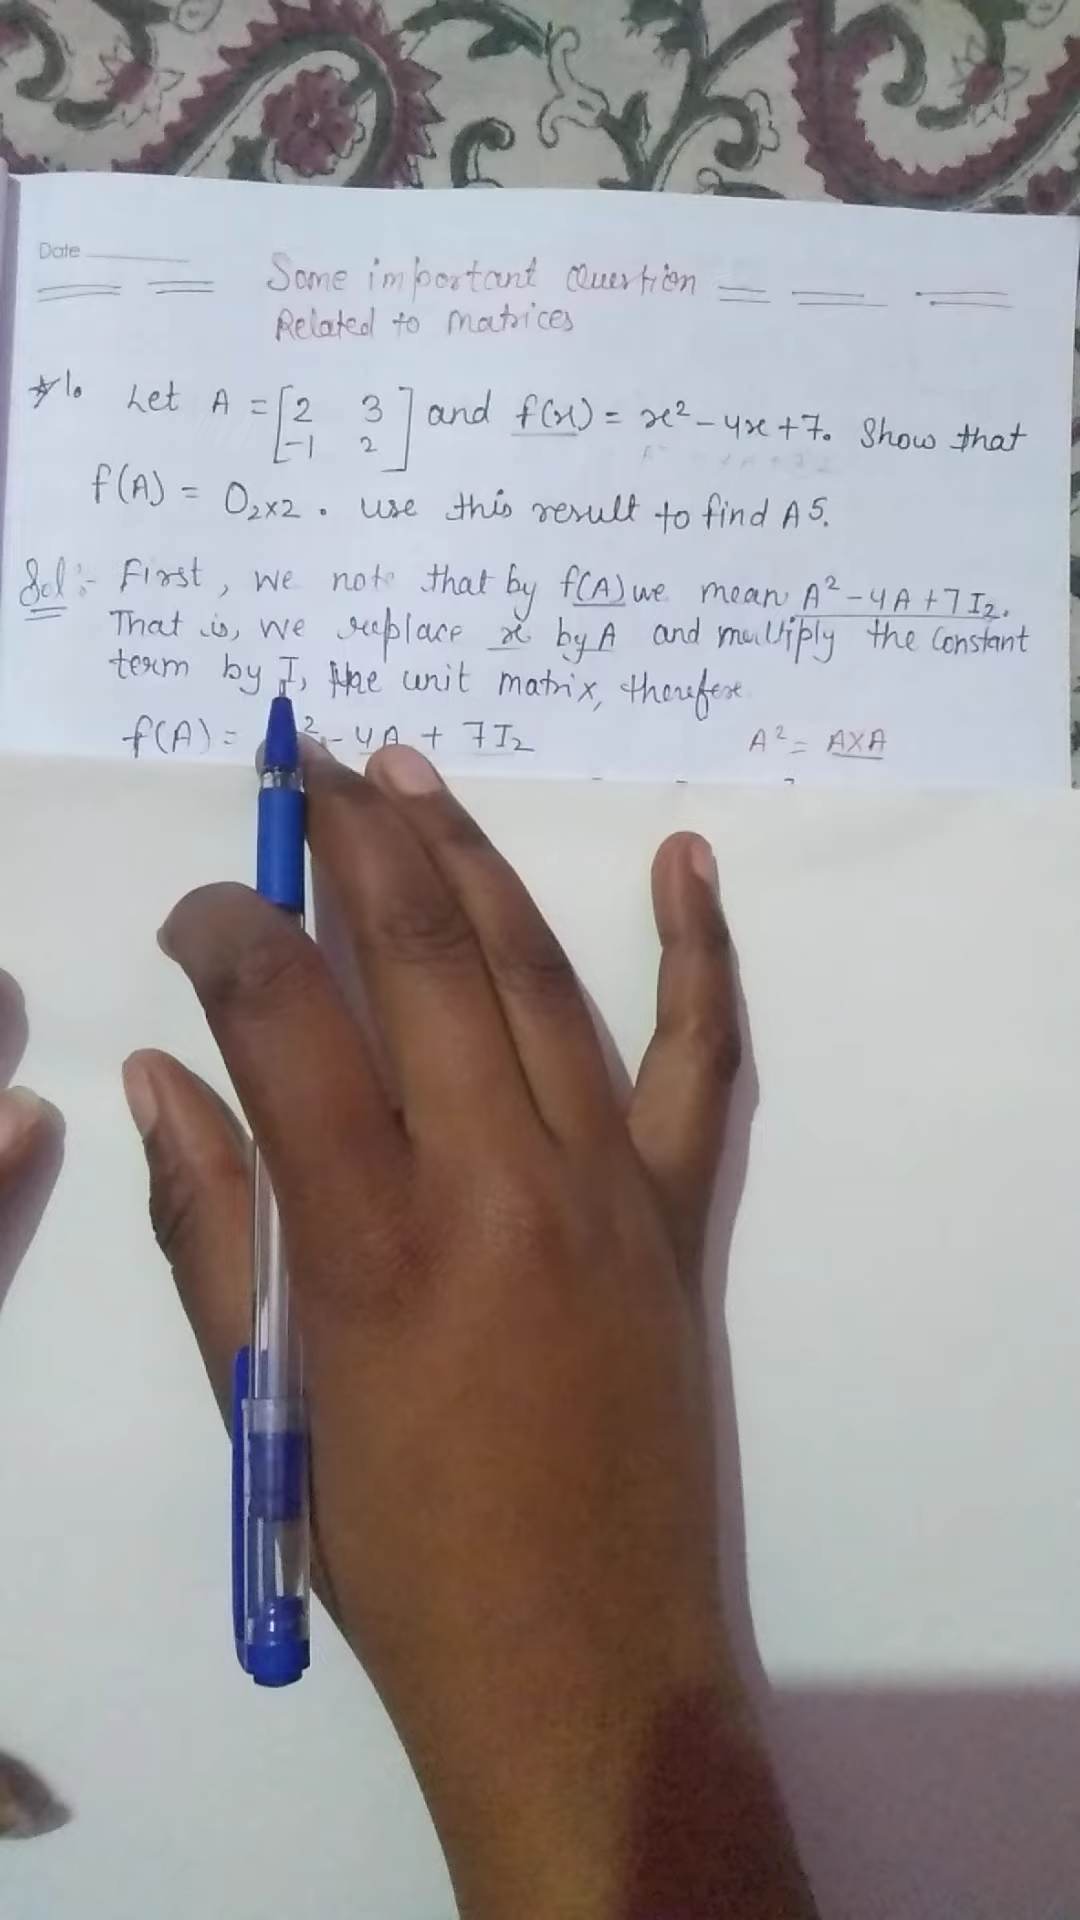 Date
Some important Question
Related to Matrices
1. Let A = [2 3] and f(x) = x² - 4x + 7. Show that
[-1 2]
f(A) = O₂ₓ₂. use this result to find A5.
Sol:- First, we note that by f(A) we mean A² - 4A + 7I₂.
That is, we replace x by A and multiply the constant
term by I, the unit matrix, therefore
f(A) = ² - 4A + 7I₂ A² = AXA